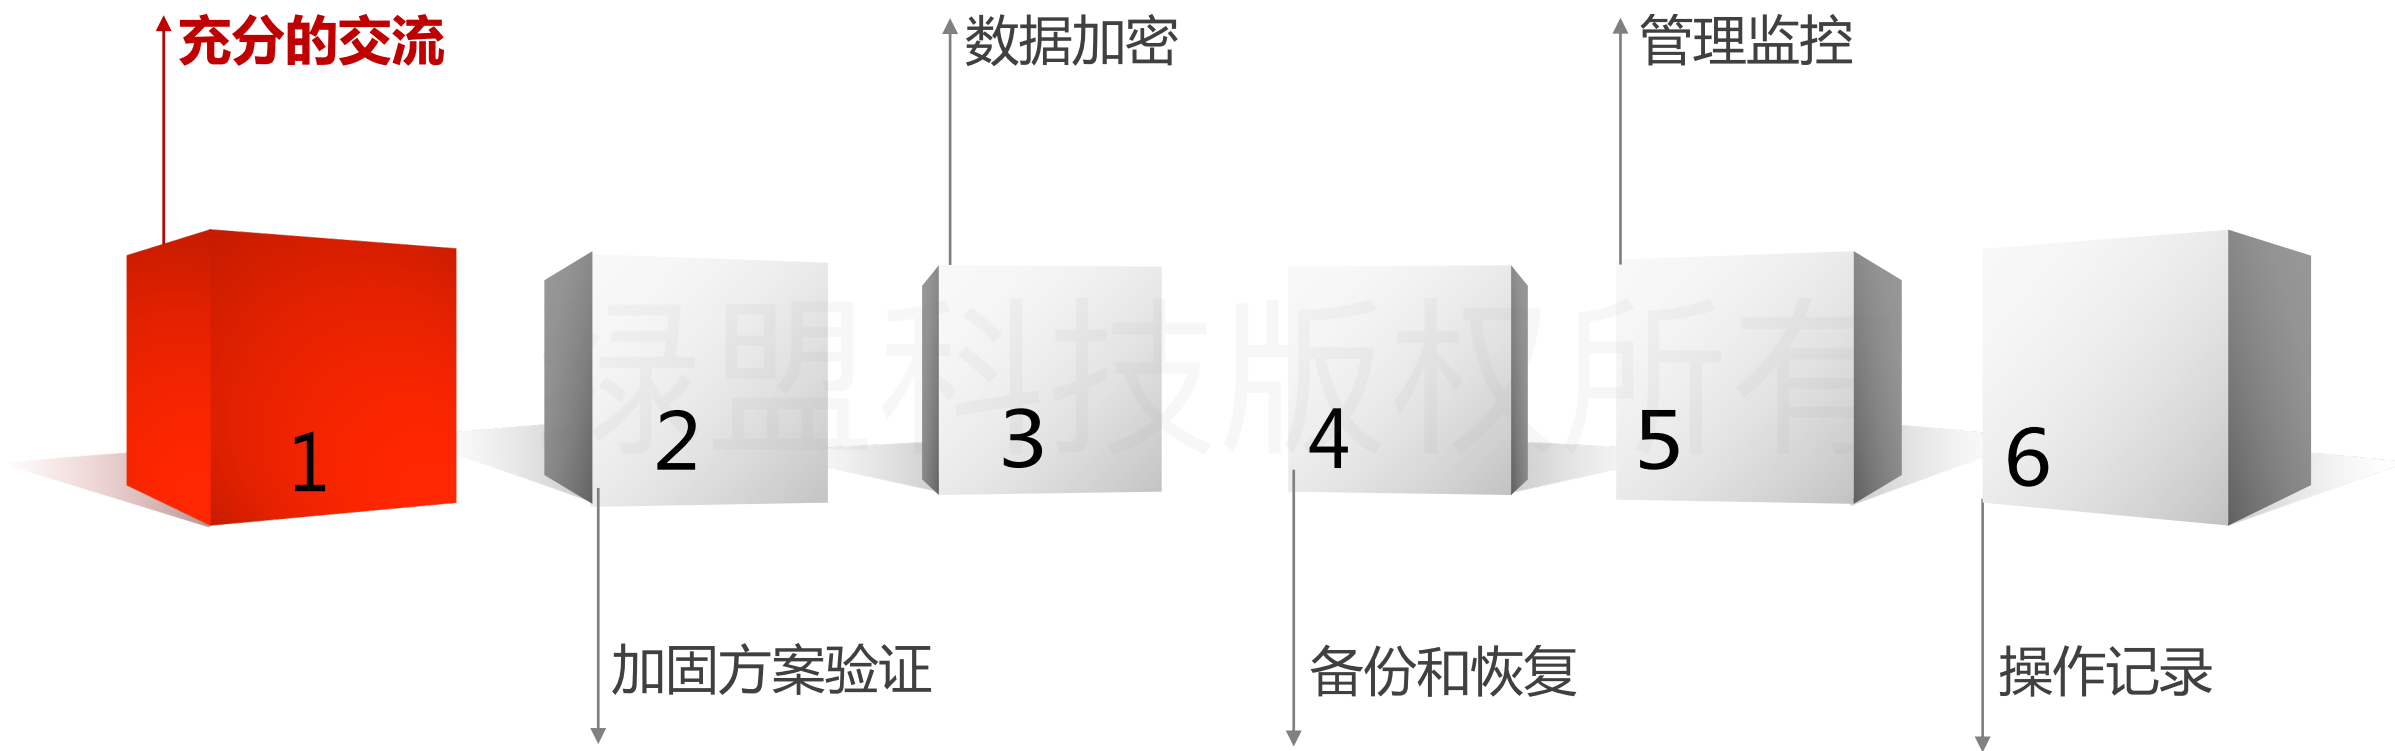 充分的交流
数据加密
管理监控
绿盟科技版权所有
1
2
3
4
5
6
加固方案验证
备份和恢复
操作记录